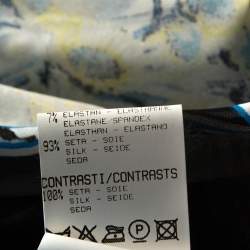 7% ELASTAN - ELASTHANNE
ELASTANE SPANDEX
ELASTHAN - ELASTANO
93% SETA - SOIE
SILK - SEIDE
SEDA
CONTRASTI/CONTRASTS
100% SETA - SOIE
SILK - SEIDE
SEDA